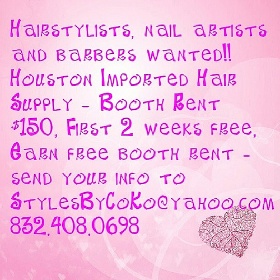 Hairstylists, nail artists
and barbers wanted!!
Houston Imported Hair
Supply - Booth Rent
$150, First 2 weeks free,
Earn free booth rent -
send your info to
StylesByCoKo@yahoo.com
832.408.0698